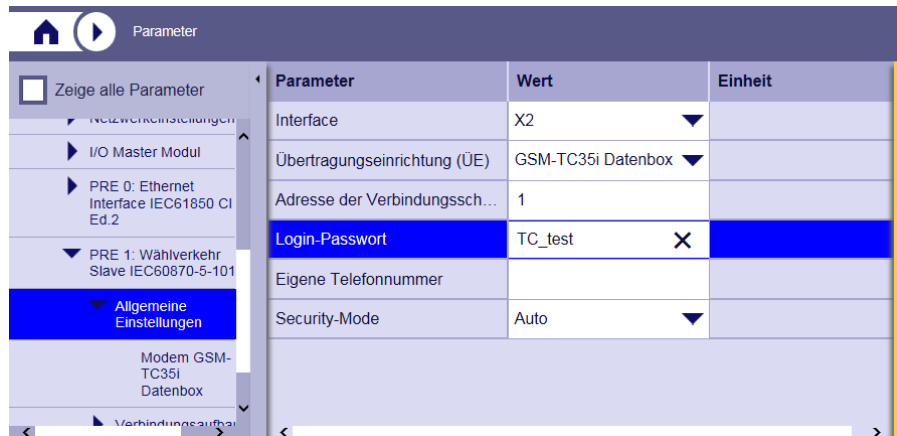 Parameter
Zeige alle Parameter
Netzwerkeinstellungen
I/O Master Modul
PRE 0: Ethernet
Interface IEC61850 CI
Ed.2
PRE 1: Wählverkehr
Slave IEC60870-5-101
Allgemeine
Einstellungen
Modem GSM-
TC35i
Datenbox
Verbindungsaufbau
Parameter Wert Einheit
Interface X2
Übertragungseinrichtung (ÜE) GSM-TC35i Datenbox
Adresse der Verbindungssch... 1
Login-Passwort TC_test
Eigene Telefonnummer
Security-Mode Auto